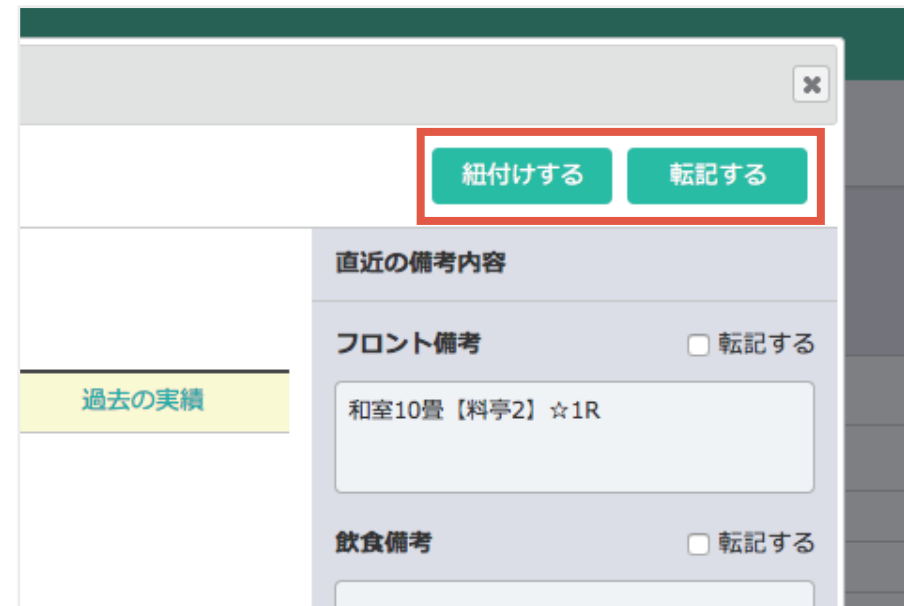 紐付けする
転記する
直近の備考内容
フロント備考
転記する
過去の実績
和室10畳【料亭2】☆1R
飲食備考
転記する